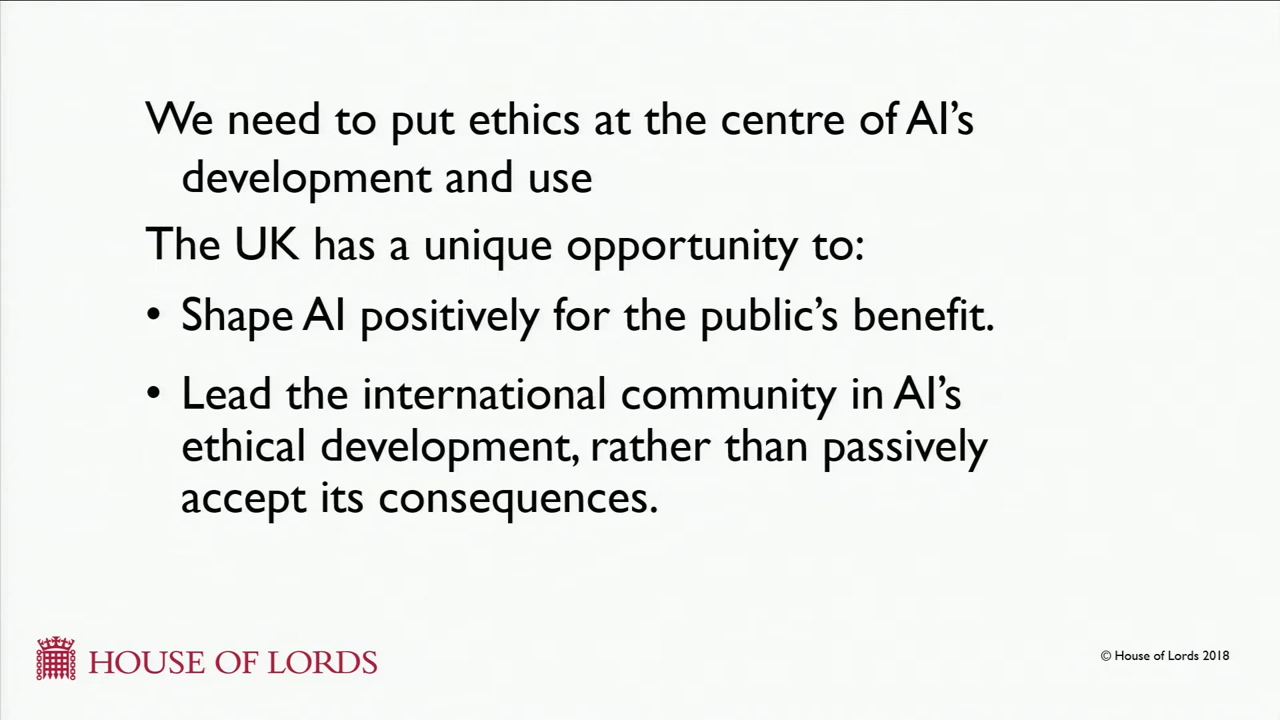 We need to put ethics at the centre of AI’s
development and use
The UK has a unique opportunity to:
• Shape AI positively for the public’s benefit.
• Lead the international community in AI’s
ethical development, rather than passively
accept its consequences.
HOUSE OF LORDS
© House of Lords 2018